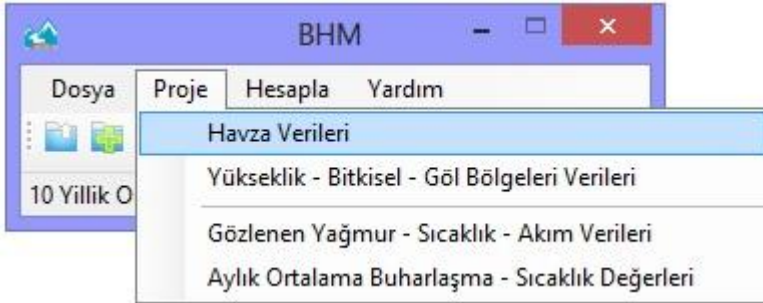 BHM
Dosya Proje Hesapla Yardım
Havza Verileri
Yükseklik - Bitkisel - Göl Bölgeleri Verileri
10 Yillik O
Gözlenen Yağmur - Sıcaklık - Akım Verileri
Aylık Ortalama Buharlaşma - Sıcaklık Değerleri